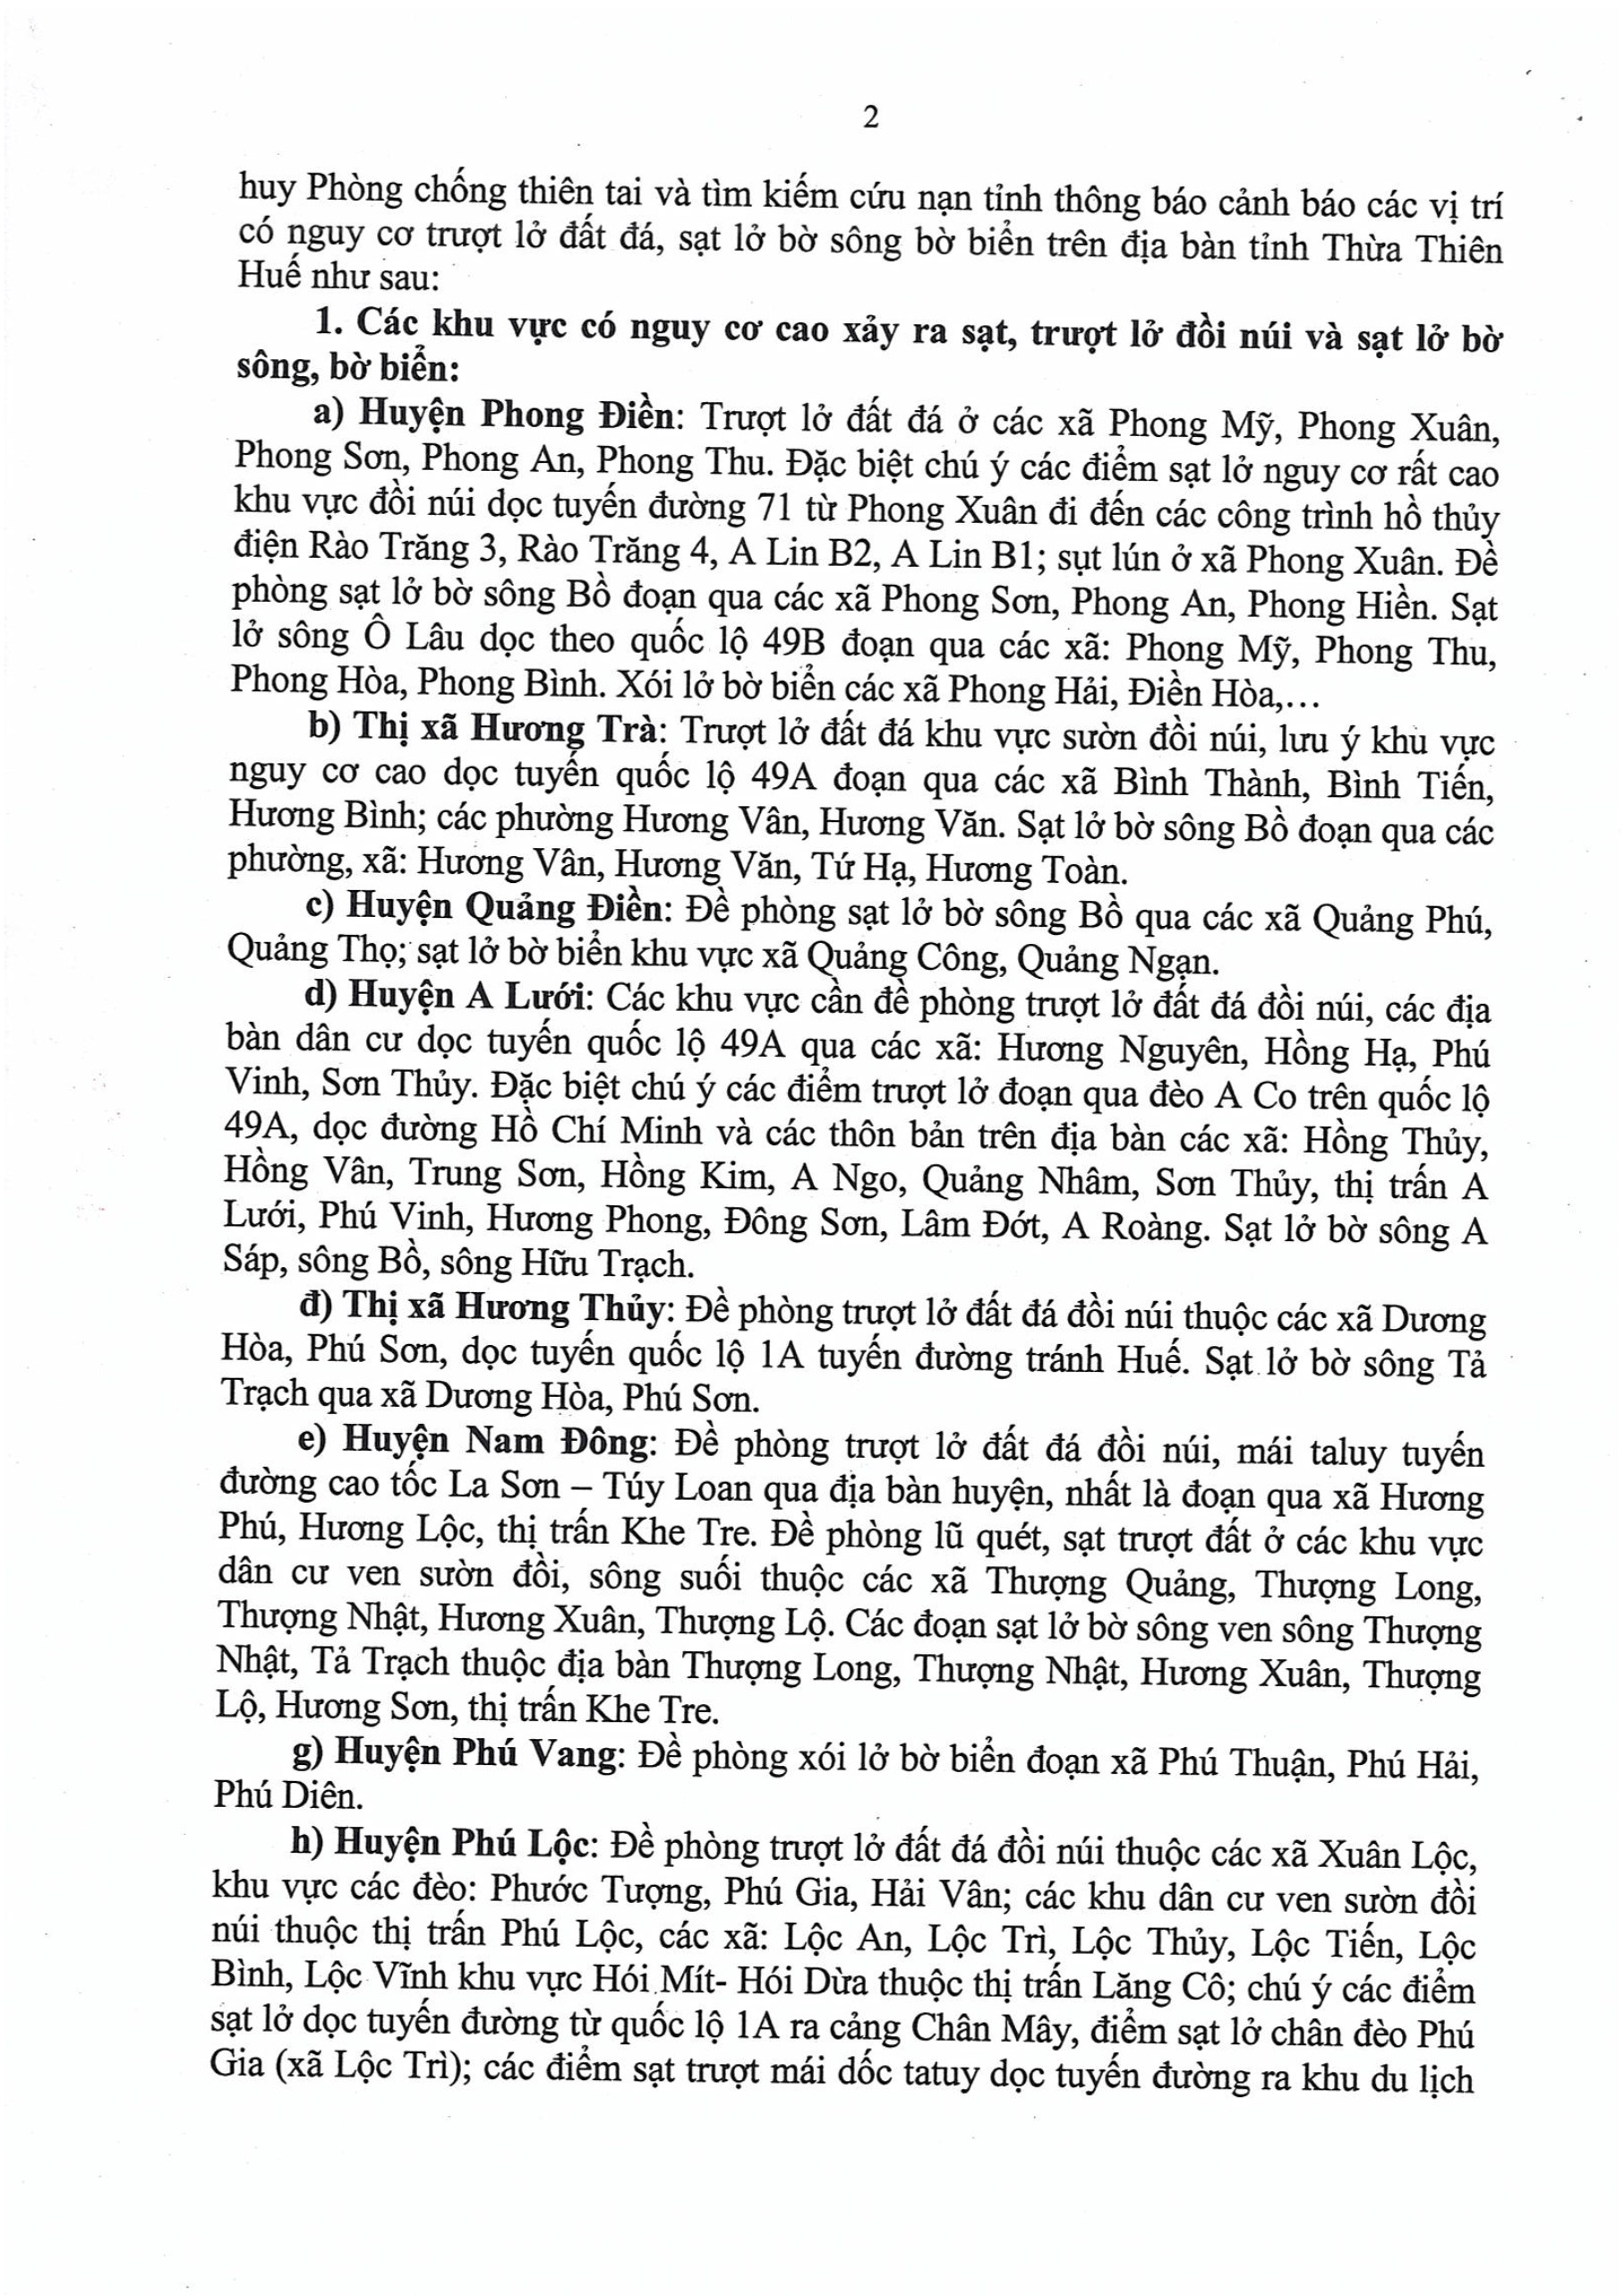 2
huy Phòng chống thiên tai và tìm kiếm cứu nạn tỉnh thông báo cảnh báo các vị trí
có nguy cơ trượt lở đất đá, sạt lở bờ sông bờ biển trên địa bàn tỉnh Thừa Thiên
Huế như sau:
1. Các khu vực có nguy cơ cao xảy ra sạt, trượt lở đồi núi và sạt lở bờ
sông, bờ biển:
a) Huyện Phong Điền: Trượt lở đất đá ở các xã Phong Mỹ, Phong Xuân,
Phong Sơn, Phong An, Phong Thu. Đặc biệt chú ý các điểm sạt lở nguy cơ rất cao
khu vực đồi núi dọc tuyến đường 71 từ Phong Xuân đi đến các công trình hồ thủy
điện Rào Trăng 3, Rào Trăng 4, A Lin B2, A Lin B1; sụt lún ở xã Phong Xuân. Đề
phòng sạt lở bờ sông Bồ đoạn qua các xã Phong Sơn, Phong An, Phong Hiền. Sạt
lở sông Ô Lâu dọc theo quốc lộ 49B đoạn qua các xã: Phong Mỹ, Phong Thu,
Phong Hòa, Phong Bình. Xói lở bờ biển các xã Phong Hải, Điền Hòa,...
b) Thị xã Hương Trà: Trượt lở đất đá khu vực sườn đồi núi, lưu ý khu vực
nguy cơ cao dọc tuyến quốc lộ 49A đoạn qua các xã Bình Thành, Bình Tiến,
Hương Bình; các phường Hương Vân, Hương Văn. Sạt lở bờ sông Bồ đoạn qua các
phường, xã: Hương Vân, Hương Văn, Tứ Hạ, Hương Toàn.
c) Huyện Quảng Điền: Đề phòng sạt lở bờ sông Bồ qua các xã Quảng Phú,
Quảng Thọ; sạt lở bờ biển khu vực xã Quảng Công, Quảng Ngạn.
d) Huyện A Lưới: Các khu vực cần đề phòng trượt lở đất đá đồi núi, các địa
bàn dân cư dọc tuyến quốc lộ 49A qua các xã: Hương Nguyên, Hồng Hạ, Phú
Vinh, Sơn Thủy. Đặc biệt chú ý các điểm trượt lở đoạn qua đèo A Co trên quốc lộ
49A, dọc đường Hồ Chí Minh và các thôn bản trên địa bàn các xã: Hồng Thủy,
Hồng Vân, Trung Sơn, Hồng Kim, A Ngo, Quảng Nhâm, Sơn Thủy, thị trấn A
Lưới, Phú Vinh, Hương Phong, Đông Sơn, Lâm Đớt, A Roàng. Sạt lở bờ sông A
Sáp, sông Bồ, sông Hữu Trạch.
đ) Thị xã Hương Thủy: Đề phòng trượt lở đất đá đồi núi thuộc các xã Dương
Hòa, Phú Sơn, dọc tuyến quốc lộ 1A tuyến đường tránh Huế. Sạt lở bờ sông Tả
Trạch qua xã Dương Hòa, Phú Sơn.
e) Huyện Nam Đông: Đề phòng trượt lở đất đá đồi núi, mái taluy tuyến
đường cao tốc La Sơn – Túy Loan qua địa bàn huyện, nhất là đoạn qua xã Hương
Phú, Hương Lộc, thị trấn Khe Tre. Đề phòng lũ quét, sạt trượt đất ở các khu vực
dân cư ven sườn đồi, sông suối thuộc các xã Thượng Quảng, Thượng Long,
Thượng Nhật, Hương Xuân, Thượng Lộ. Các đoạn sạt lở bờ sông ven sông Thượng
Nhật, Tả Trạch thuộc địa bàn Thượng Long, Thượng Nhật, Hương Xuân, Thượng
Lộ, Hương Sơn, thị trấn Khe Tre.
g) Huyện Phú Vang: Đề phòng xói lở bờ biển đoạn xã Phú Thuận, Phú Hải,
Phú Diên.
h) Huyện Phú Lộc: Đề phòng trượt lở đất đá đồi núi thuộc các xã Xuân Lộc,
khu vực các đèo: Phước Tượng, Phú Gia, Hải Vân; các khu dân cư ven sườn đồi
núi thuộc thị trấn Phú Lộc, các xã: Lộc An, Lộc Trì, Lộc Thủy, Lộc Tiến, Lộc
Bình, Lộc Vĩnh khu vực Hói Mít- Hói Dừa thuộc thị trấn Lăng Cô; chú ý các điểm
sạt lở dọc tuyến đường từ quốc lộ 1A ra cảng Chân Mây, điểm sạt lở chân đèo Phú
Gia (xã Lộc Trì); các điểm sạt trượt mái dốc tatuy dọc tuyến đường ra khu du lịch